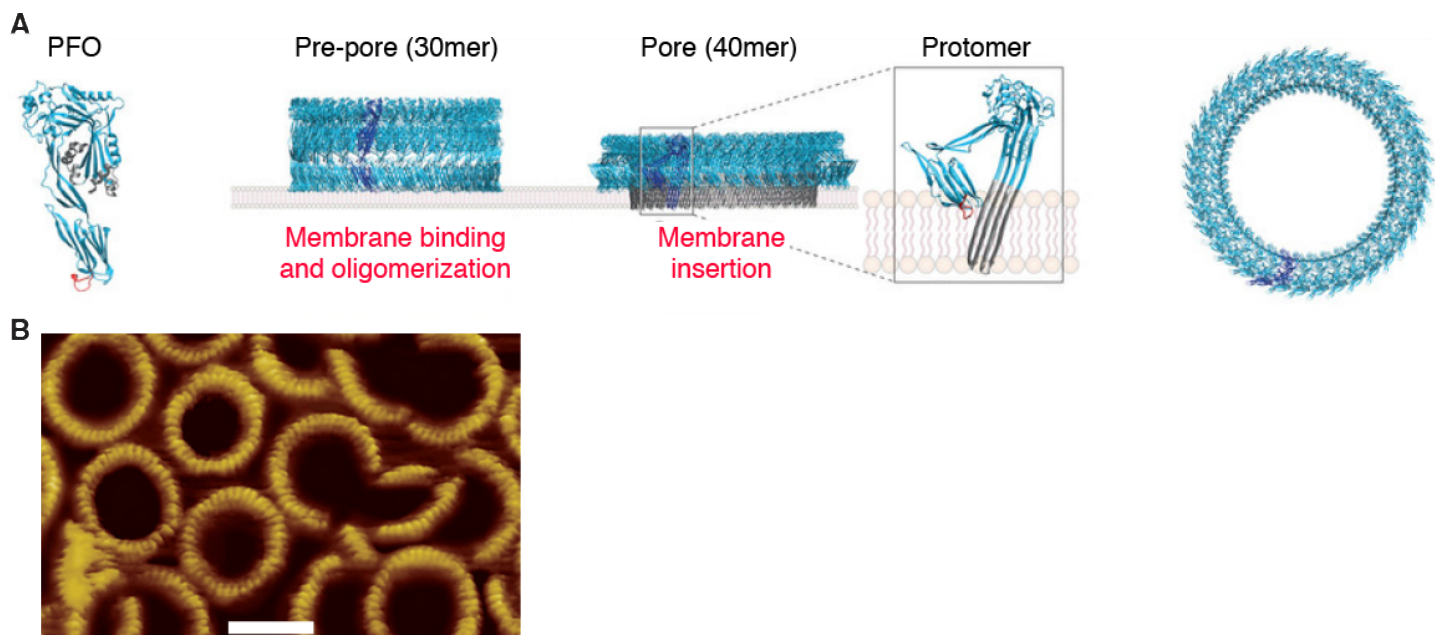 A
PFO
Pre-pore (30mer)
Pore (40mer)
Protomer
Membrane binding
and oligomerization
Membrane
insertion
B